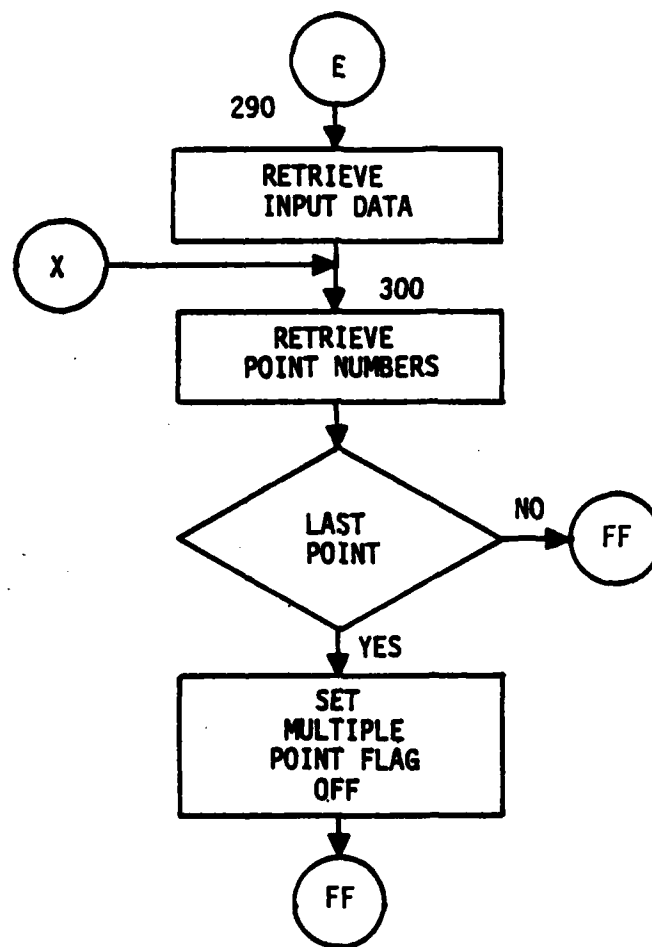 E
290
RETRIEVE
INPUT DATA
X
300
RETRIEVE
POINT NUMBERS
LAST
POINT
NO
FF
YES
SET
MULTIPLE
POINT FLAG
OFF
FF